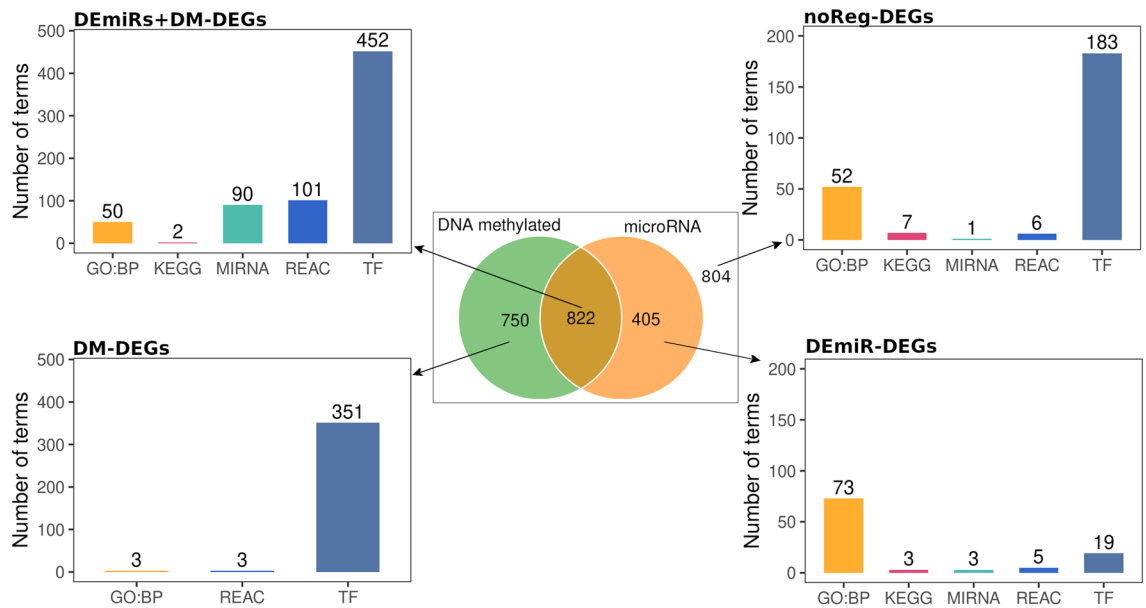 DEmiRs+DM-DEGs
Number of terms
500
400
300
200
100
0
50
2
90
101
452
GO:BP KEGG MIRNA REAC TF
noReg-DEGs
Number of terms
200
150
100
50
0
52
7
1
6
183
GO:BP KEGG MIRNA REAC TF
DNA methylated microRNA
804
750 822 405
DM-DEGs
Number of terms
500
400
300
200
100
0
3
3
351
GO:BP REAC TF
DEmiR-DEGs
Number of terms
200
150
100
50
0
73
3
3
5
19
GO:BP KEGG MIRNA REAC TF